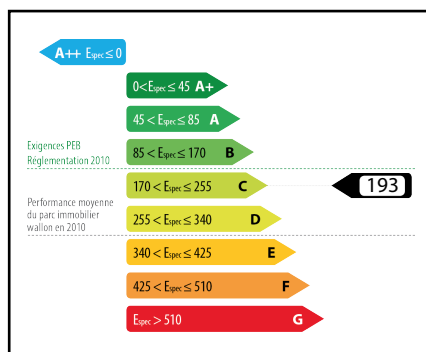 A++ Espec ≤ 0
0 < Espec ≤ 45 A+
45 < Espec ≤ 85 A
Exigences PEB
Réglementation 2010
85 < Espec ≤ 170 B
170 < Espec ≤ 255 C
193
Performance moyenne
du parc immobilier
wallon en 2010
255 < Espec ≤ 340 D
340 < Espec ≤ 425 E
425 < Espec ≤ 510 F
Espec > 510 G